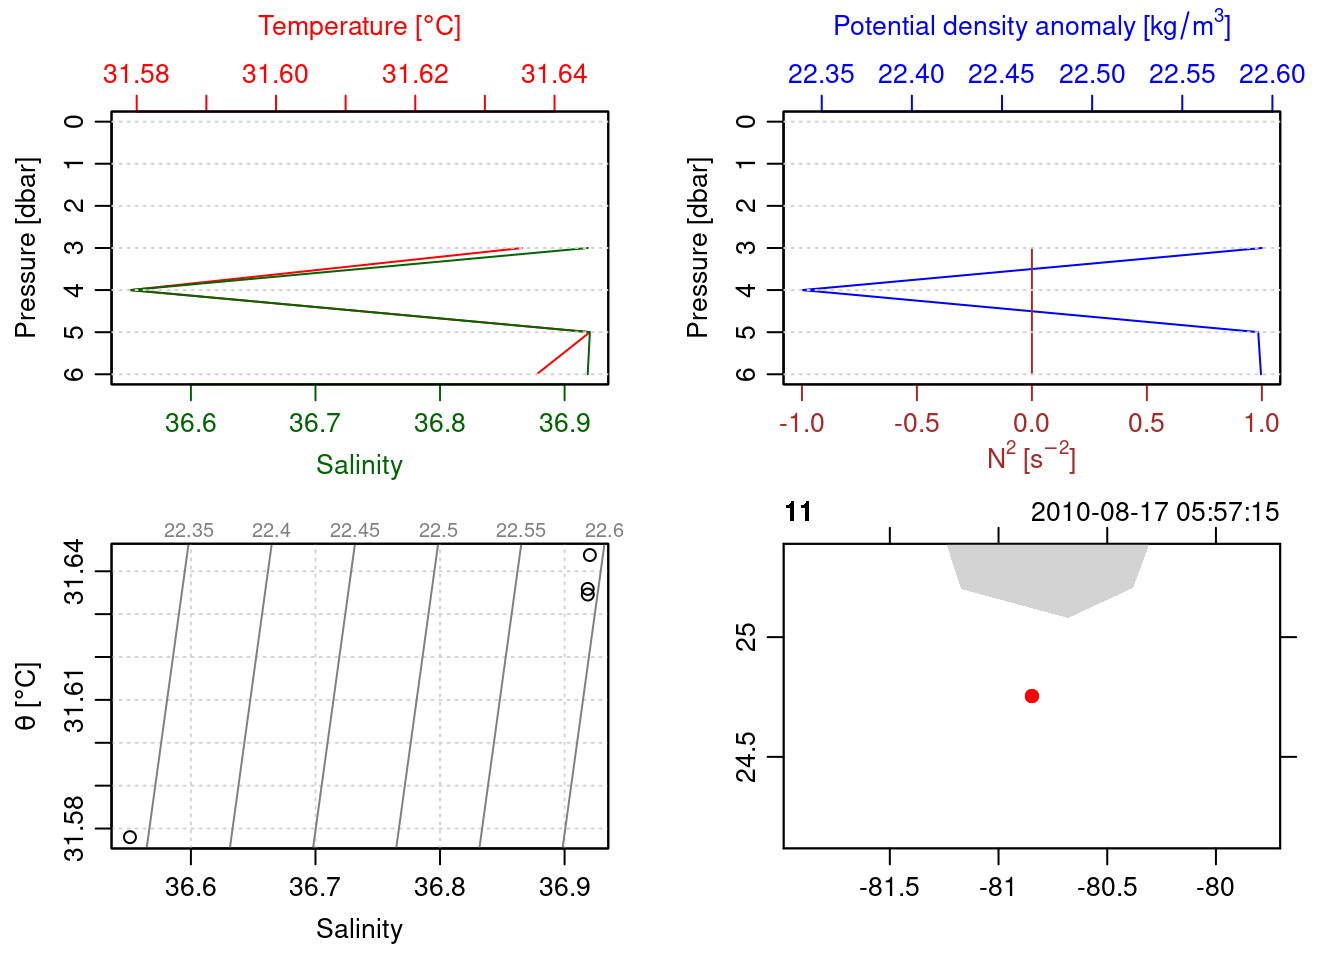 Temperature [°C]
31.58 31.60 31.62 31.64
0
1
2
3
4
5
6
Pressure [dbar]
36.6 36.7 36.8 36.9
Salinity
Potential density anomaly [kg/m³]
22.35 22.40 22.45 22.50 22.55 22.60
0
1
2
3
4
5
6
Pressure [dbar]
-1.0 -0.5 0.0 0.5 1.0
N² [s⁻²]
22.35 22.4 22.45 22.5 22.55 22.6
31.64
31.61
31.58
θ [°C]
36.6 36.7 36.8 36.9
Salinity
11 2010-08-17 05:57:15
25
24.5
-81.5 -81 -80.5 -80